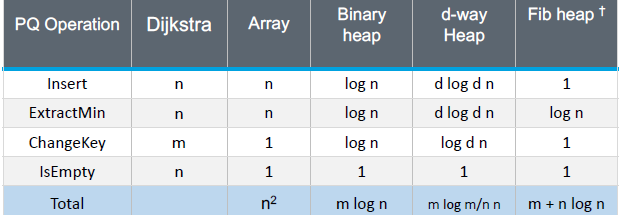 PQ Operation Dijkstra Array Binary heap d-way Heap Fib heap †
Insert n n log n d log d n 1
ExtractMin n n log n d log d n log n
ChangeKey m 1 log n log d n 1
IsEmpty n 1 1 1 1
Total n² m log n m log m/n n m + n log n